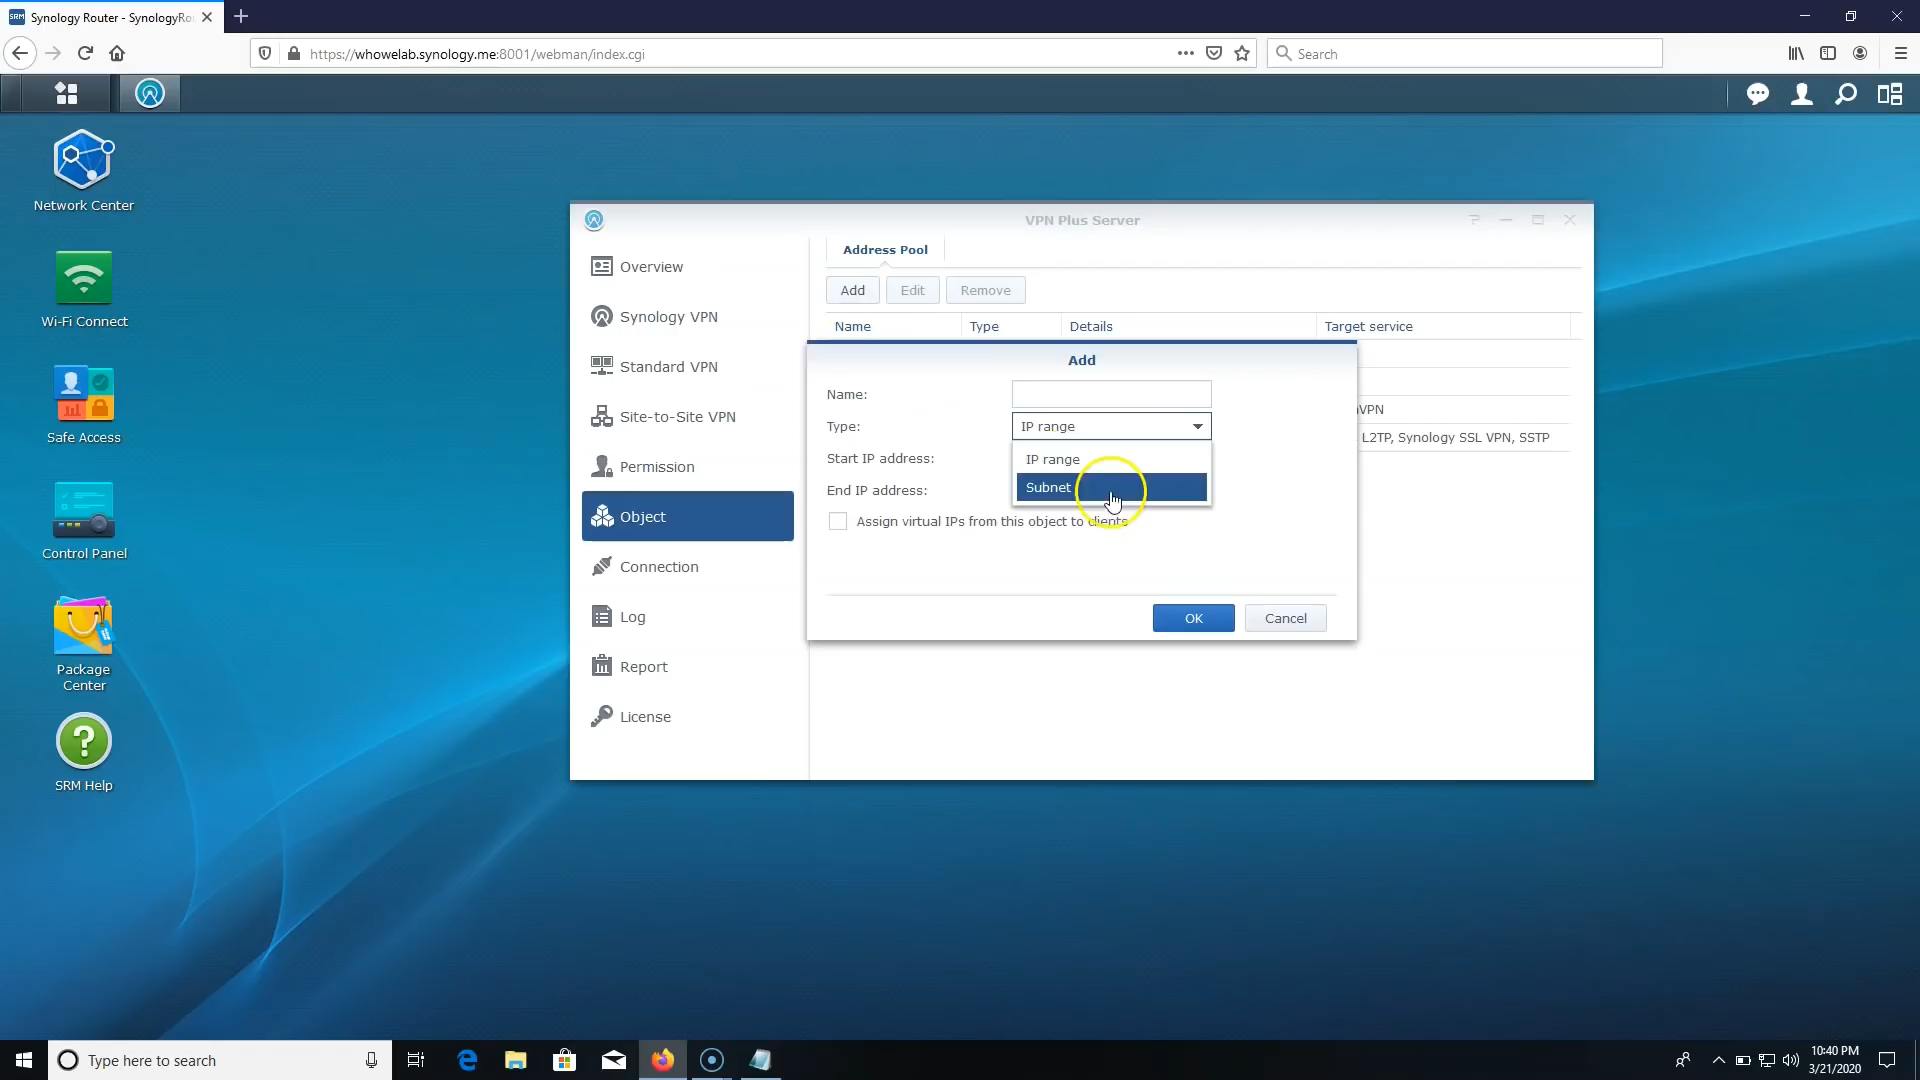 Synology Router - SynologyRo
https://whowelab.synology.me:8001/webman/index.cgi
Search
Network Center
Wi-Fi Connect
Safe Access
Control Panel
Package
Center
SRM Help
VPN Plus Server
Overview
Synology VPN
Standard VPN
Site-to-Site VPN
Permission
Object
Connection
Log
Report
License
Address Pool
Add
Edit
Remove
Name
Type
Details
Target service
VPN
L2TP, Synology SSL VPN, SSTP
Add
Name:
Type:
IP range
Start IP address:
IP range
Subnet
End IP address:
Assign virtual IPs from this object to clients
OK
Cancel
Type here to search
10:40 PM
3/21/2020